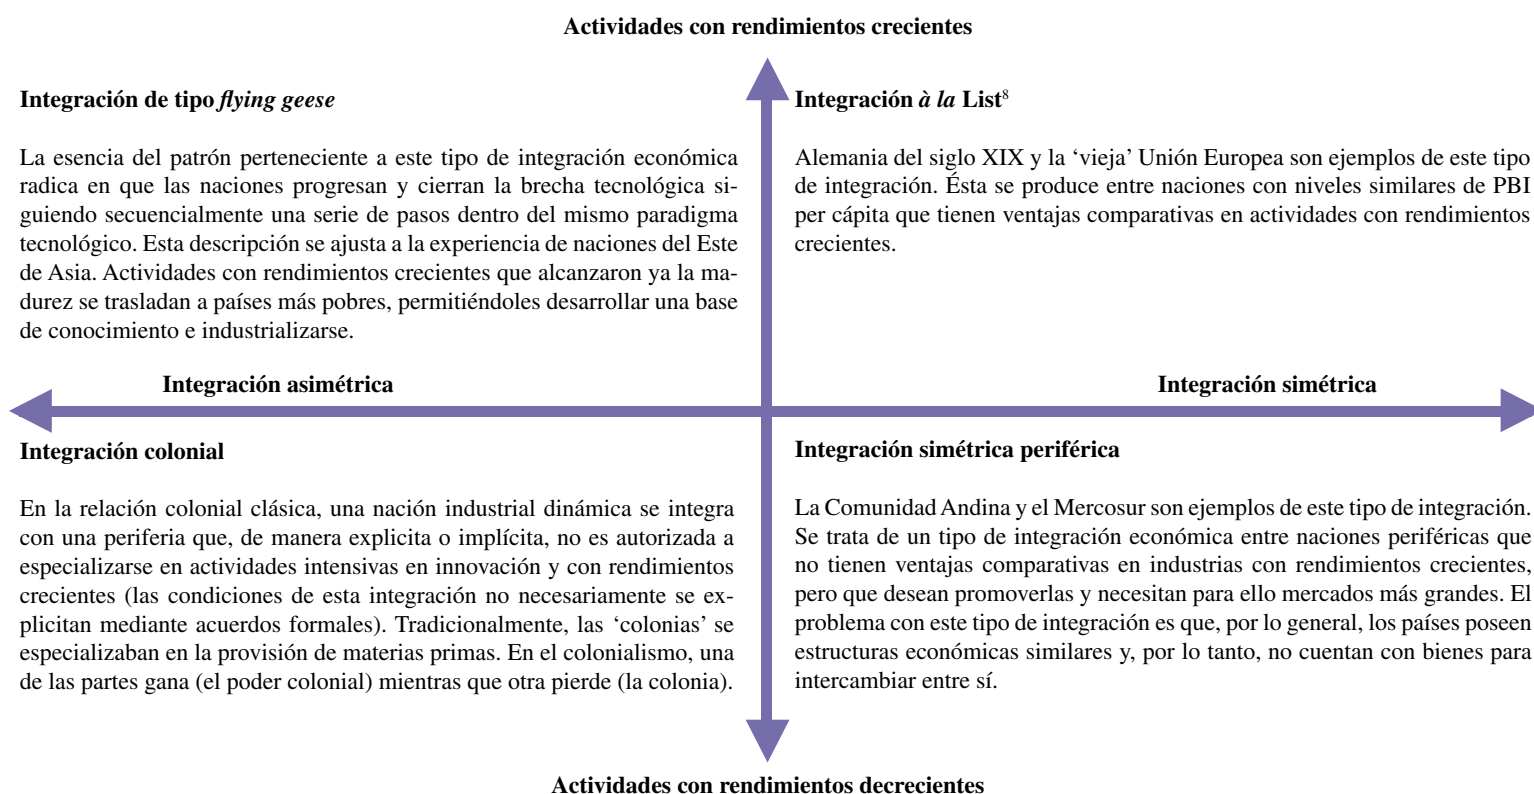 Actividades con rendimientos crecientes
Integración de tipo flying geese
La esencia del patrón perteneciente a este tipo de integración económica
radica en que las naciones progresan y cierran la brecha tecnológica si-
guiendo secuencialmente una serie de pasos dentro del mismo paradigma
tecnológico. Esta descripción se ajusta a la experiencia de naciones del Este
de Asia. Actividades con rendimientos crecientes que alcanzaron ya la ma-
durez se trasladan a países más pobres, permitiéndoles desarrollar una base
de conocimiento e industrializarse.
Integración à la List⁸
Alemania del siglo XIX y la ‘vieja’ Unión Europea son ejemplos de este tipo
de integración. Ésta se produce entre naciones con niveles similares de PBI
per cápita que tienen ventajas comparativas en actividades con rendimientos
crecientes.
Integración asimétrica
Integración simétrica
Integración colonial
En la relación colonial clásica, una nación industrial dinámica se integra
con una periferia que, de manera explicita o implícita, no es autorizada a
especializarse en actividades intensivas en innovación y con rendimientos
crecientes (las condiciones de esta integración no necesariamente se ex-
plicitan mediante acuerdos formales). Tradicionalmente, las ‘colonias’ se
especializaban en la provisión de materias primas. En el colonialismo, una
de las partes gana (el poder colonial) mientras que otra pierde (la colonia).
Integración simétrica periférica
La Comunidad Andina y el Mercosur son ejemplos de este tipo de integración.
Se trata de un tipo de integración económica entre naciones periféricas que
no tienen ventajas comparativas en industrias con rendimientos crecientes,
pero que desean promoverlas y necesitan para ello mercados más grandes. El
problema con este tipo de integración es que, por lo general, los países poseen
estructuras económicas similares y, por lo tanto, no cuentan con bienes para
intercambiar entre sí.
Actividades con rendimientos decrecientes